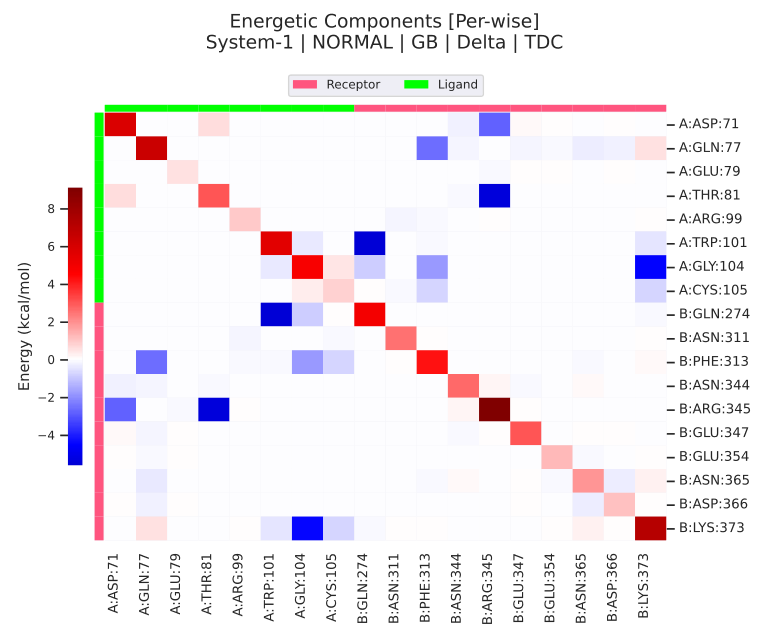 Energetic Components [Per-wise]
System-1 | NORMAL | GB | Delta | TDC
Receptor
Ligand
A:ASP:71
A:GLN:77
A:GLU:79
A:THR:81
A:ARG:99
A:TRP:101
A:GLY:104
A:CYS:105
B:GLN:274
B:ASN:311
B:PHE:313
B:ASN:344
B:ARG:345
B:GLU:347
B:GLU:354
B:ASN:365
B:ASP:366
B:LYS:373
Energy (kcal/mol)
8
6
4
2
0
−2
−4
A:ASP:71
A:GLN:77
A:GLU:79
A:THR:81
A:ARG:99
A:TRP:101
A:GLY:104
A:CYS:105
B:GLN:274
B:ASN:311
B:PHE:313
B:ASN:344
B:ARG:345
B:GLU:347
B:GLU:354
B:ASN:365
B:ASP:366
B:LYS:373